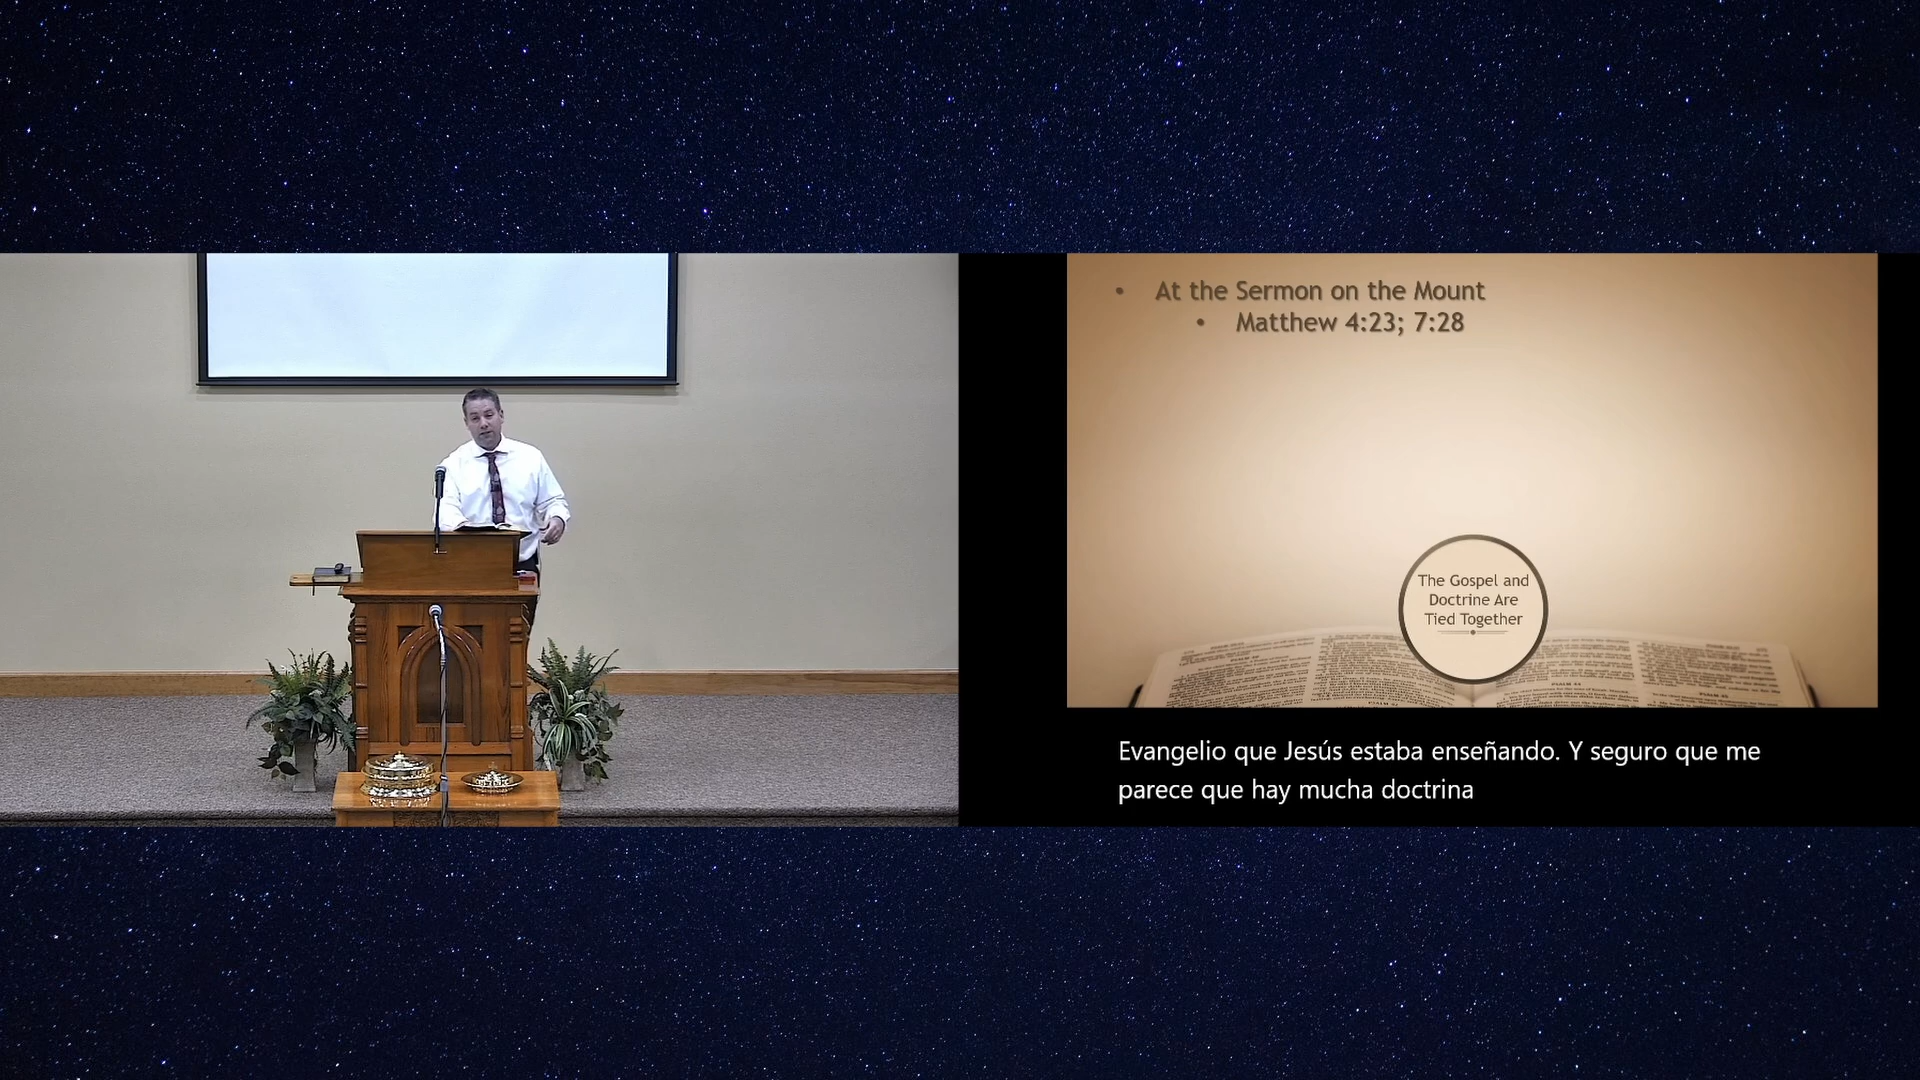 • At the Sermon on the Mount
• Matthew 4:23; 7:28
The Gospel and
Doctrine Are
Tied Together
Evangelio que Jesús estaba enseñando. Y seguro que me
parece que hay mucha doctrina